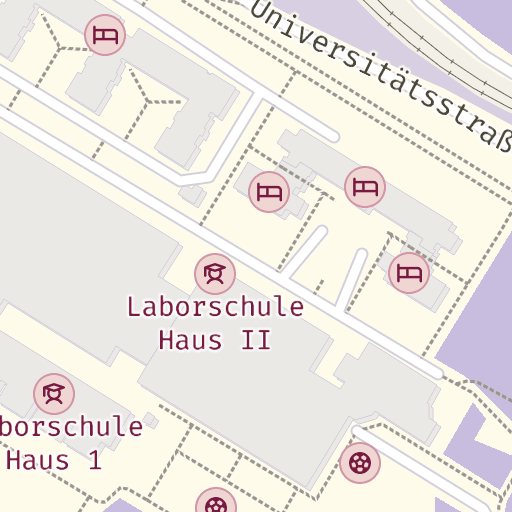 Universitätsstraß
Laborschule
Haus II
borschule
Haus 1